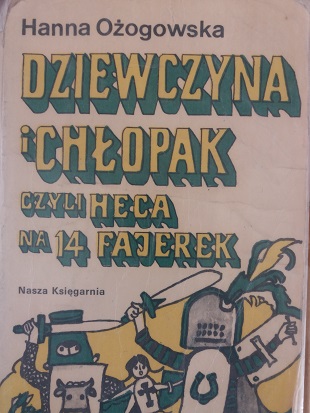 Hanna Ożogowska
DZIEWCZYNA
i CHŁOPAK
CZYLI HECA
NA 14 FAJEREK
Nasza Księgarnia